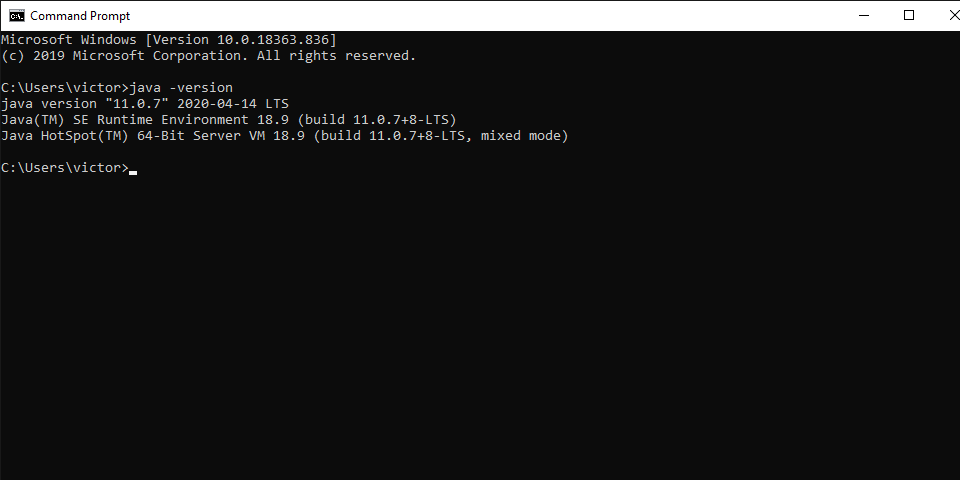 Command Prompt
Microsoft Windows [Version 10.0.18363.836]
(c) 2019 Microsoft Corporation. All rights reserved.
C:\Users\victor>java -version
java version "11.0.7" 2020-04-14 LTS
Java(TM) SE Runtime Environment 18.9 (build 11.0.7+8-LTS)
Java HotSpot(TM) 64-Bit Server VM 18.9 (build 11.0.7+8-LTS, mixed mode)
C:\Users\victor>